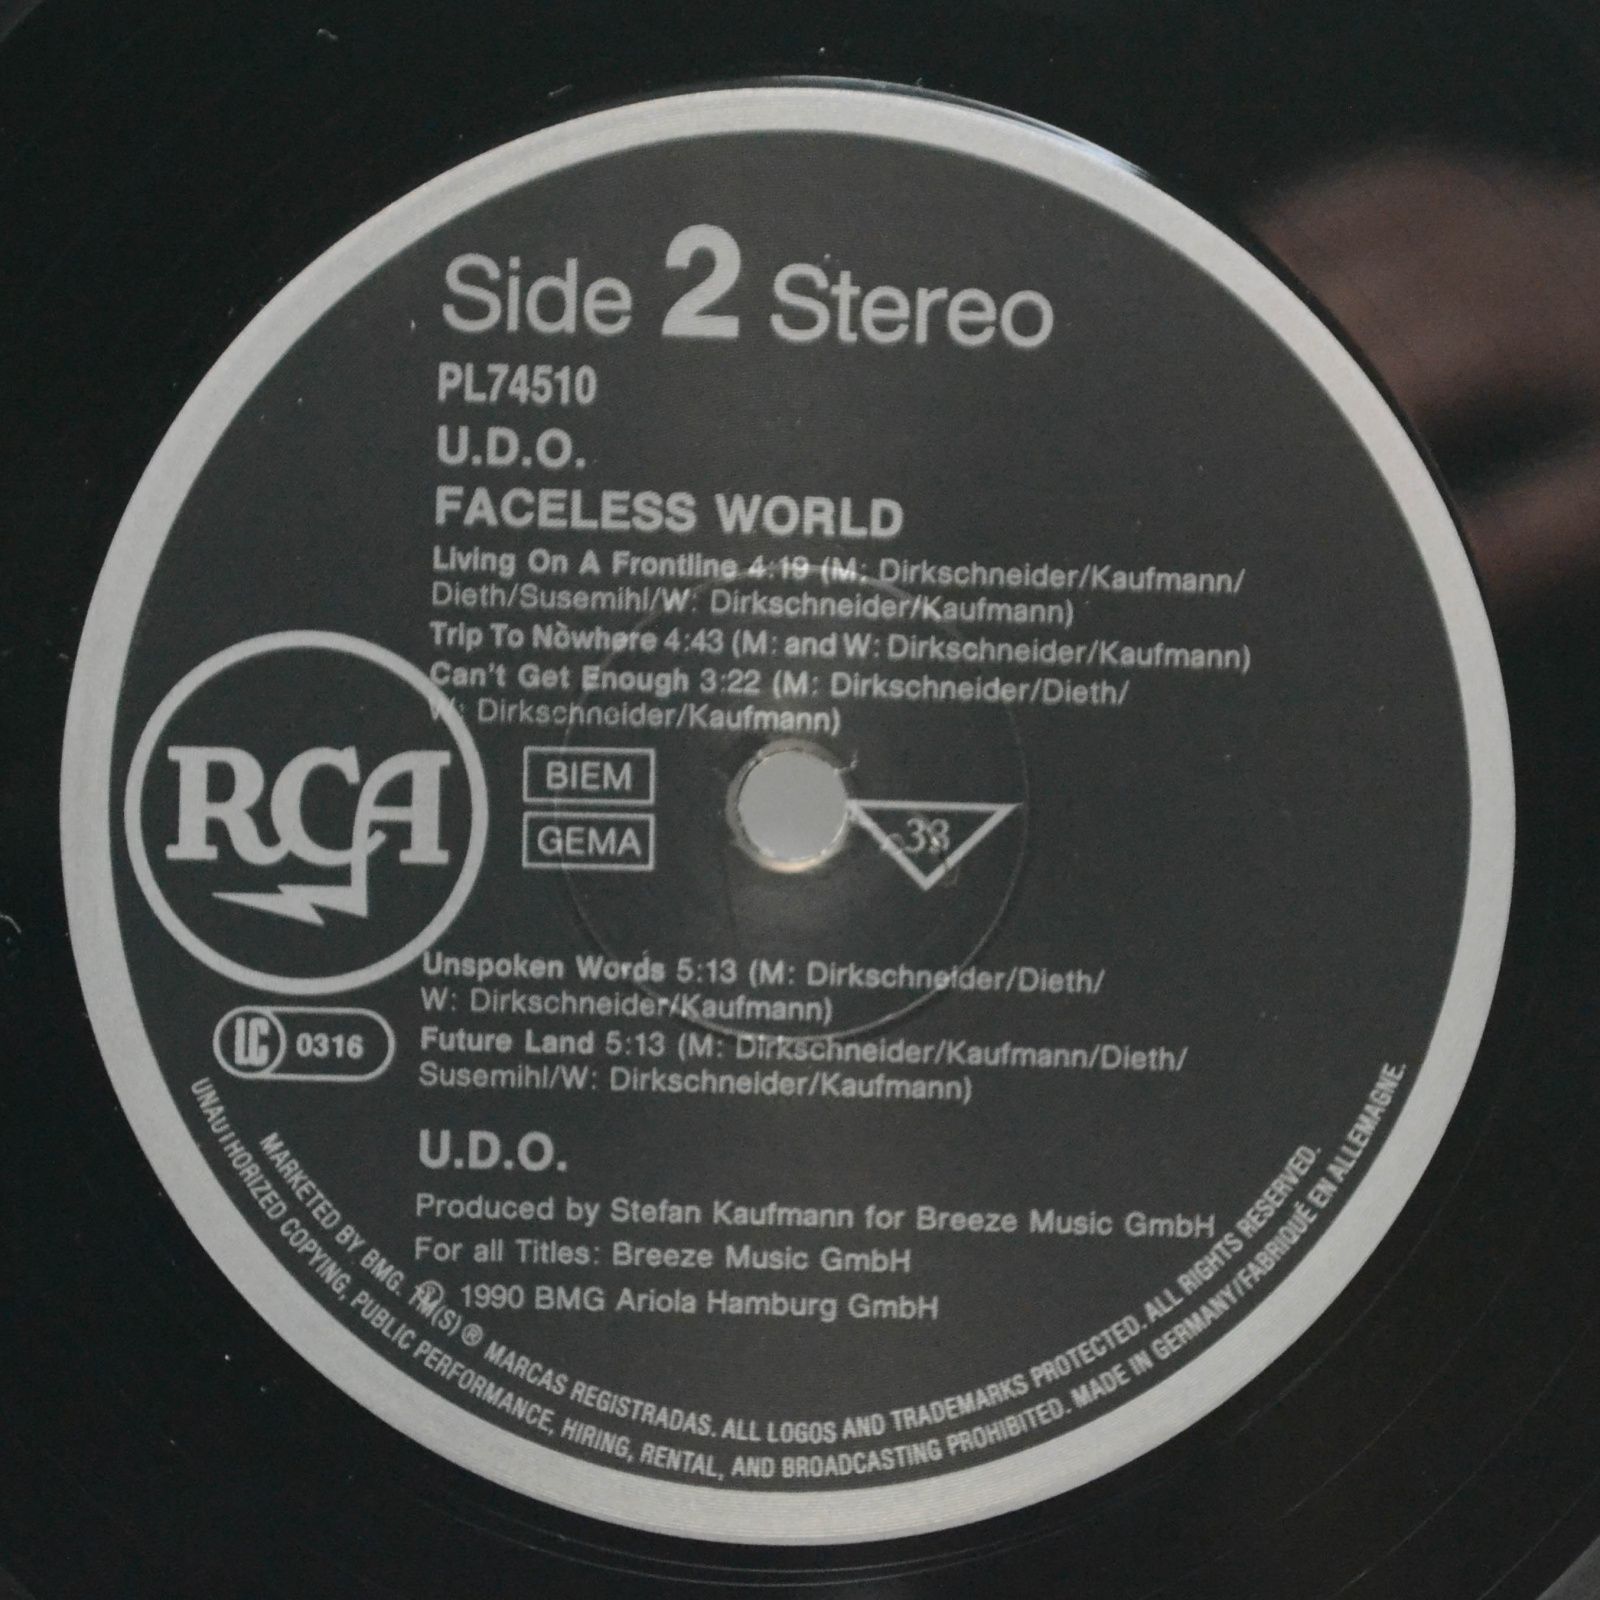 Side 2 Stereo
PL74510
U.D.O.
FACELESS WORLD
Living On A Frontline 4:19 (M: Dirkschneider/Kaufmann/
Dieth/Susemihl/W: Dirkschneider/Kaufmann)
Trip To Nowhere 4:43 (M: and W: Dirkschneider/Kaufmann)
Can't Get Enough 3:22 (M: Dirkschneider/Dieth/
W: Dirkschneider/Kaufmann)
RCA
BIEM
GEMA
33
Unspoken Words 5:13 (M: Dirkschneider/Dieth/
W: Dirkschneider/Kaufmann)
LC 0316
Future Land 5:13 (M: Dirkschneider/Kaufmann/Dieth/
Susemihl/W: Dirkschneider/Kaufmann)
U.D.O.
Produced by Stefan Kaufmann for Breeze Music GmbH
For all Titles: Breeze Music GmbH
Ⓟ 1990 BMG Ariola Hamburg GmbH
MARKETED BY BMG. TM(S) ® MARCAS REGISTRADAS. ALL LOGOS AND TRADEMARKS PROTECTED. ALL RIGHTS RESERVED.
UNAUTHORIZED COPYING, PUBLIC PERFORMANCE, HIRING, RENTAL, AND BROADCASTING PROHIBITED. MADE IN GERMANY/FABRIQUÉ EN ALLEMAGNE.